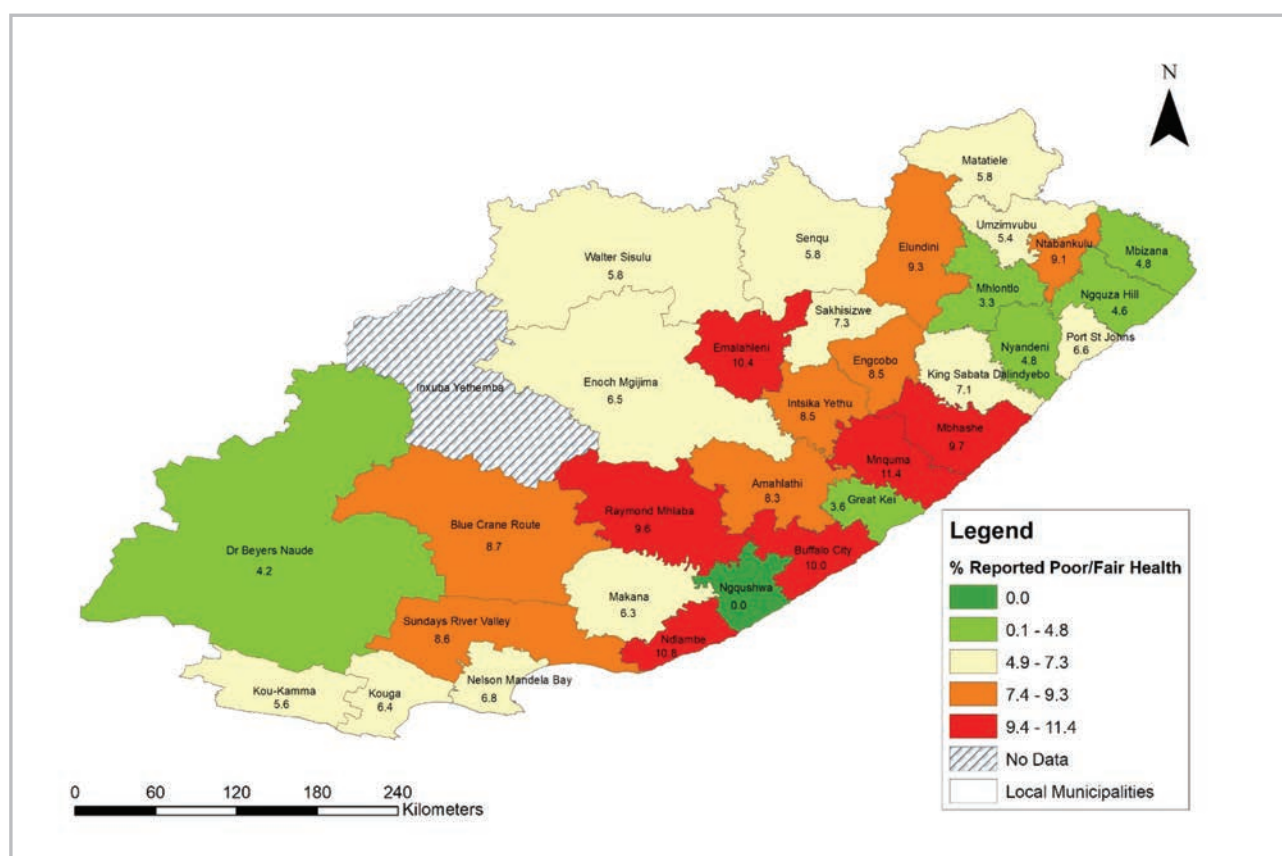 N
Matatiele
5.8
Umzimvubu
5.4
Ntabankulu
9.1
Mbizana
4.8
Elundini
9.3
Senqu
5.8
Walter Sisulu
5.8
Mhlontlo
3.3
Ngquza Hill
4.6
Sakhisizwe
7.3
Port St Johns
6.6
Emalahleni
10.4
Nyandeni
4.8
Engcobo
8.5
King Sabata Dalindyebo
7.1
Inxuba Yethemba
Enoch Mgijima
6.5
Intsika Yethu
8.5
Mbhashe
9.7
Mnquma
11.4
Amahlathi
8.3
Great Kei
3.6
Raymond Mhlaba
9.6
Blue Crane Route
8.7
Dr Beyers Naude
4.2
Buffalo City
10.0
Ngqushwa
0.0
Makana
6.3
Sundays River Valley
8.6
Ndlambe
10.8
Nelson Mandela Bay
6.8
Kou-Kamma
5.6
Kouga
6.4
Legend
% Reported Poor/Fair Health
0.0
0.1 - 4.8
4.9 - 7.3
7.4 - 9.3
9.4 - 11.4
No Data
Local Municipalities
0 60 120 180 240
Kilometers